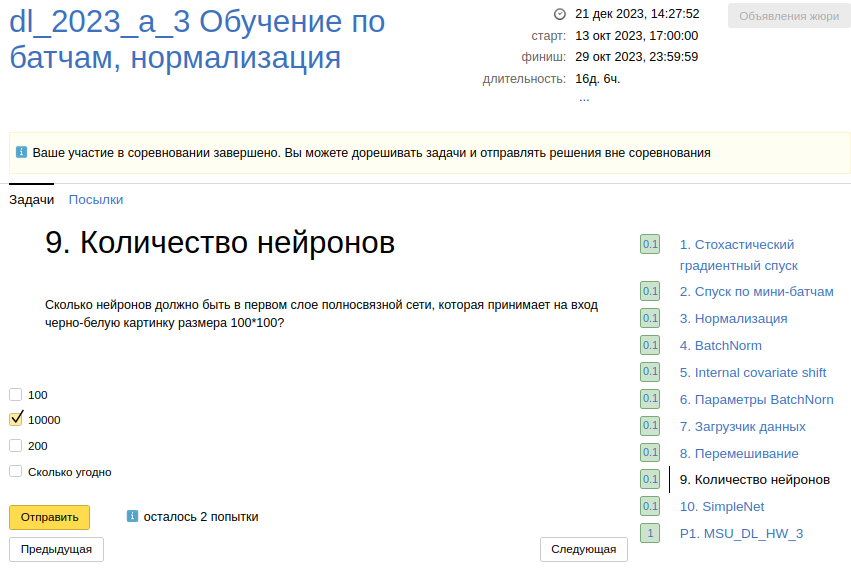 dl_2023_a_3 Обучение по
батчам, нормализация
21 дек 2023, 14:27:52
старт: 13 окт 2023, 17:00:00
финиш: 29 окт 2023, 23:59:59
длительность: 16д. 6ч.
...
Объявления жюри
Ваше участие в соревновании завершено. Вы можете дорешивать задачи и отправлять решения вне соревнования
Задачи Посылки
9. Количество нейронов
Сколько нейронов должно быть в первом слое полносвязной сети, которая принимает на вход
черно-белую картинку размера 100*100?
100
10000
200
Сколько угодно
Отправить
осталось 2 попытки
Предыдущая
Следующая
0.1 1. Стохастический
градиентный спуск
0.1 2. Спуск по мини-батчам
0.1 3. Нормализация
0.1 4. BatchNorm
0.1 5. Internal covariate shift
0.1 6. Параметры BatchNorn
0.1 7. Загрузчик данных
0.1 8. Перемешивание
0.1 9. Количество нейронов
0.1 10. SimpleNet
1 P1. MSU_DL_HW_3